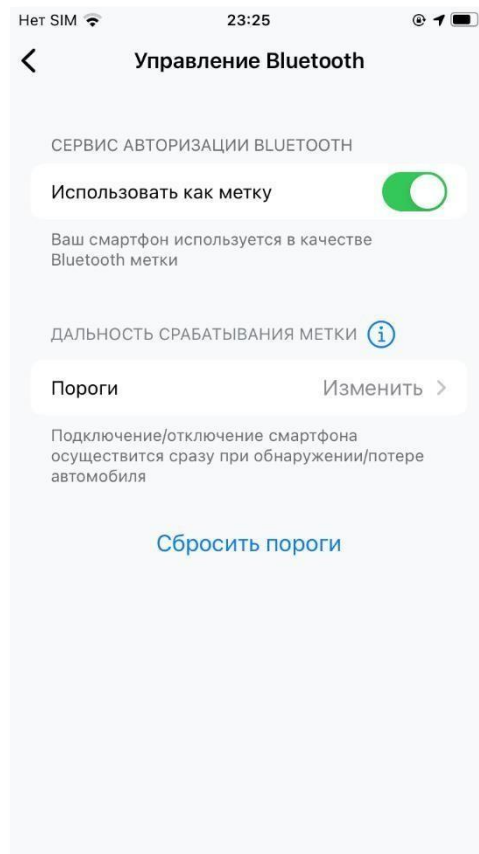 Нет SIM 23:25
Управление Bluetooth
СЕРВИС АВТОРИЗАЦИИ BLUETOOTH
Использовать как метку
Ваш смартфон используется в качестве
Bluetooth метки
ДАЛЬНОСТЬ СРАБАТЫВАНИЯ МЕТКИ
Пороги Изменить
Подключение/отключение смартфона
осуществится сразу при обнаружении/потере
автомобиля
Сбросить пороги